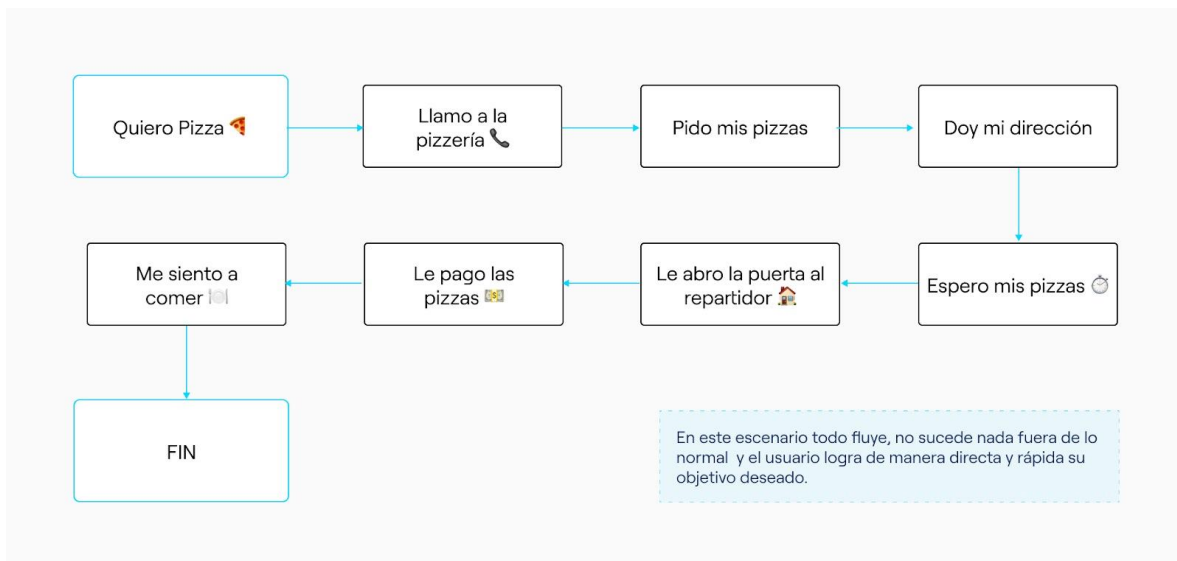 Quiero Pizza 🍕
Llamo a la
pizzería 📞
Pido mis pizzas
Doy mi dirección
Espero mis pizzas ⏱️
Le abro la puerta al
repartidor 🏠
Le pago las
pizzas 💵
Me siento a
comer 🍽️
FIN
En este escenario todo fluye, no sucede nada fuera de lo
normal y el usuario logra de manera directa y rápida su
objetivo deseado.